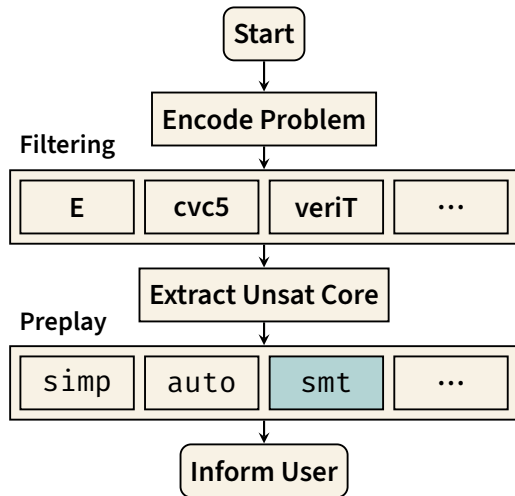 Start
Encode Problem
Filtering
E cvc5 veriT ...
Extract Unsat Core
Preplay
simp auto smt ...
Inform User